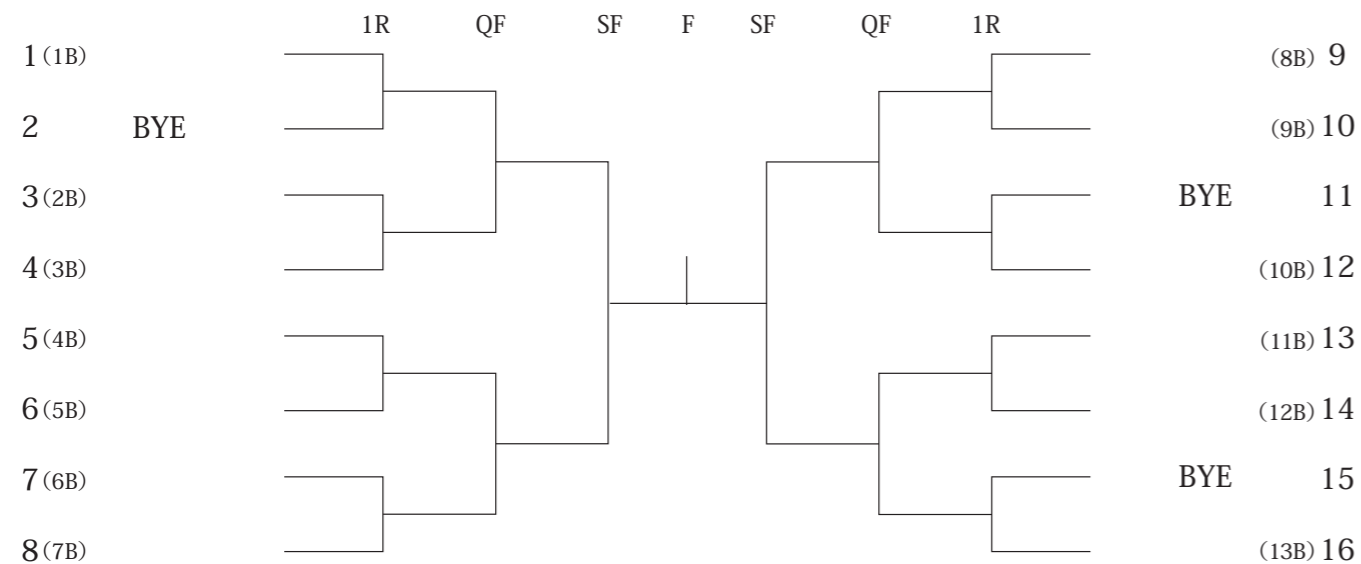 1R QF SF F SF QF 1R
1 (1B) (8B) 9
2 BYE (9B) 10
3 (2B) BYE 11
4 (3B) (10B) 12
5 (4B) (11B) 13
6 (5B) (12B) 14
7 (6B) BYE 15
8 (7B) (13B) 16